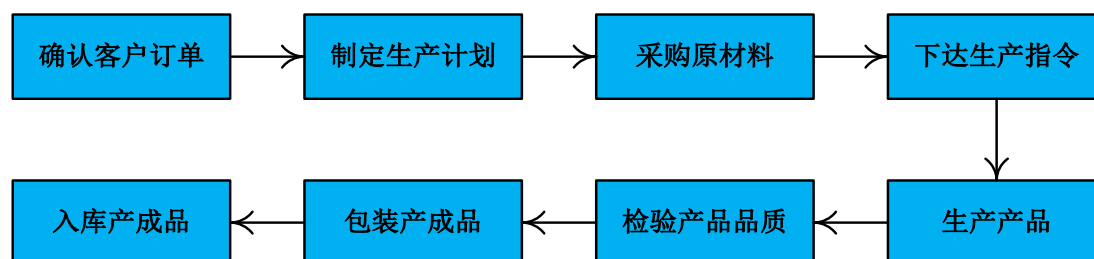 确认客户订单
制定生产计划
采购原材料
下达生产指令
生产产品
检验产品品质
包装产成品
入库产成品